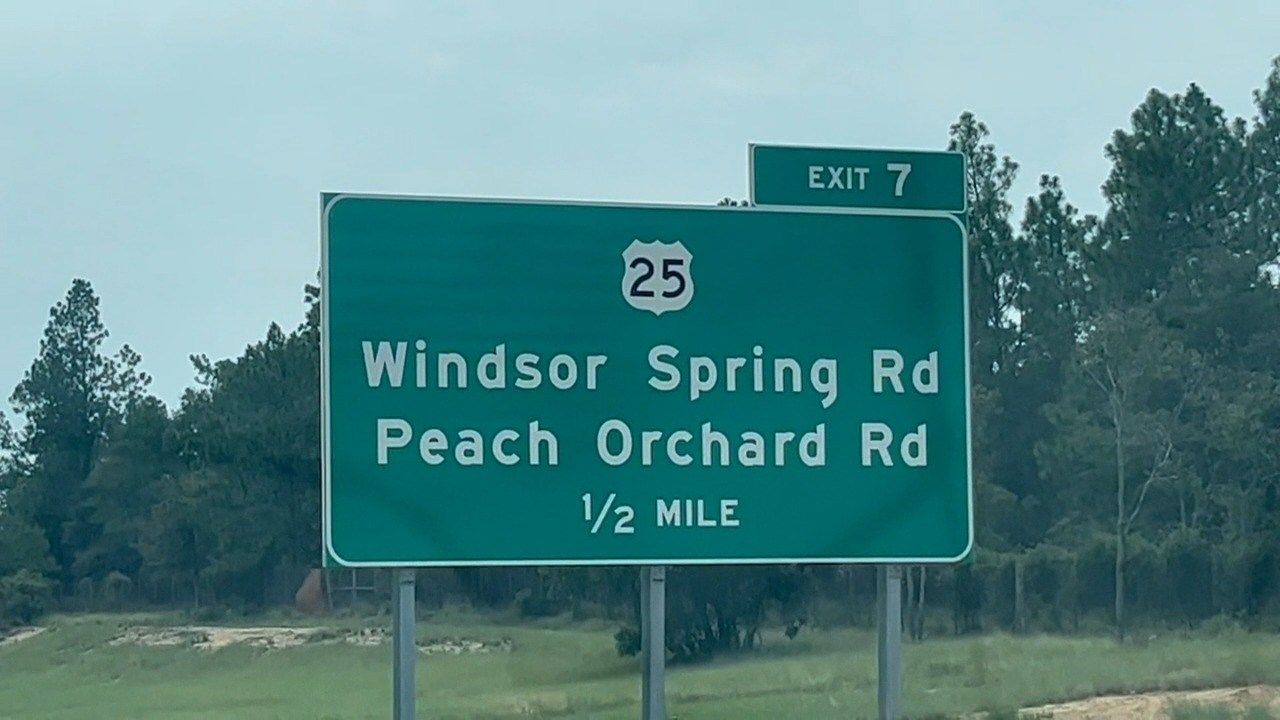 EXIT 7
25
Windsor Spring Rd
Peach Orchard Rd
1/2 MILE